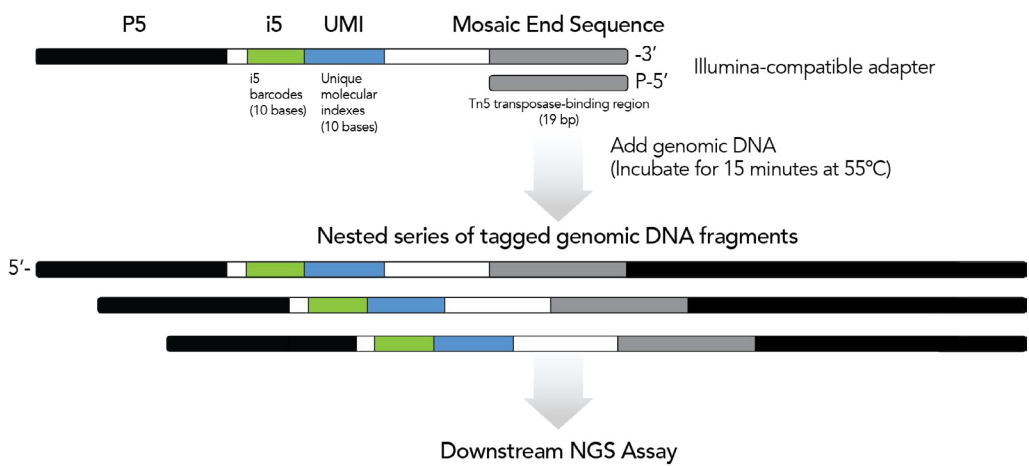 P5 i5 UMI Mosaic End Sequence
-3’
P-5’
Illumina-compatible adapter
i5
barcodes
(10 bases)
Unique
molecular
indexes
(10 bases)
Tn5 transposase-binding region
(19 bp)
Add genomic DNA
(Incubate for 15 minutes at 55°C)
Nested series of tagged genomic DNA fragments
5’-
Downstream NGS Assay